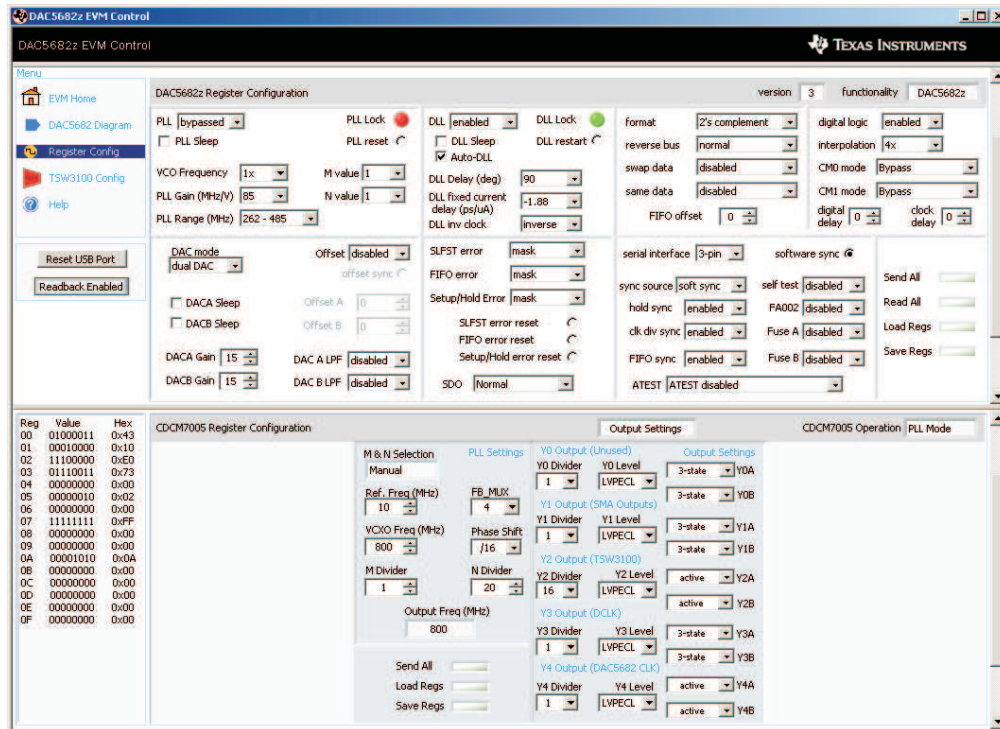 DAC5682z EVM Control
DAC5682z EVM Control
TEXAS INSTRUMENTS
Menu
EVM Home
DAC5682 Diagram
Register Config
TSW3100 Config
Help
Reset USB Port
Readback Enabled
DAC5682z Register Configuration
version 3 functionality DAC5682z
PLL bypassed PLL Lock
PLL Sleep PLL reset
VCO Frequency 1x M value 1
PLL Gain (MHz/V) 85 N value 1
PLL Range (MHz) 262 - 485
DLL enabled DLL Lock
DLL Sleep DLL restart
Auto-DLL
DLL Delay (deg) 90
DLL fixed current delay (ps/uA) -1.88
DLL inv clock inverse
format 2's complement
reverse bus normal
swap data disabled
same data disabled
FIFO offset 0
digital logic enabled
interpolation 4x
CM0 mode Bypass
CM1 mode Bypass
digital delay 0 clock delay 0
DAC mode
dual DAC
Offset disabled
offset sync
DACA Sleep Offset A 0
DACB Sleep Offset B 0
DACA Gain 15 DAC A LPF disabled
DACB Gain 15 DAC B LPF disabled
SLFST error mask
FIFO error mask
Setup/Hold Error mask
SLFST error reset
FIFO error reset
Setup/Hold error reset
SDO Normal
serial interface 3-pin software sync
sync source soft sync self test disabled
hold sync enabled FA002 disabled
clk div sync enabled Fuse A disabled
FIFO sync enabled Fuse B disabled
ATEST ATEST disabled
Send All
Read All
Load Regs
Save Regs
Reg Value Hex
00 01000011 0x43
01 00010000 0x10
02 11100000 0xE0
03 01110011 0x73
04 00000000 0x00
05 00000010 0x02
06 00000000 0x00
07 11111111 0xFF
08 00000000 0x00
09 00000000 0x00
0A 00001010 0x0A
0B 00000000 0x00
0C 00000000 0x00
0D 00000000 0x00
0E 00000000 0x00
0F 00000000 0x00
CDCM7005 Register Configuration
Output Settings
CDCM7005 Operation PLL Mode
M & N Selection PLL Settings
Manual
Ref. Freq (MHz) FB_MUX
10 4
VCXO Freq (MHz) Phase Shift
800 /16
M Divider N Divider
1 20
Output Freq (MHz)
800
Send All
Load Regs
Save Regs
Y0 Output (Unused) Output Settings
Y0 Divider Y0 Level
1 LVPECL
3-state Y0A
3-state Y0B
Y1 Output (SMA Outputs)
Y1 Divider Y1 Level
1 LVPECL
3-state Y1A
3-state Y1B
Y2 Output (TSW3100)
Y2 Divider Y2 Level
16 LVPECL
active Y2A
active Y2B
Y3 Output (DCLK)
Y3 Divider Y3 Level
1 LVPECL
3-state Y3A
3-state Y3B
Y4 Output (DAC5682 CLK)
Y4 Divider Y4 Level
1 LVPECL
active Y4A
active Y4B